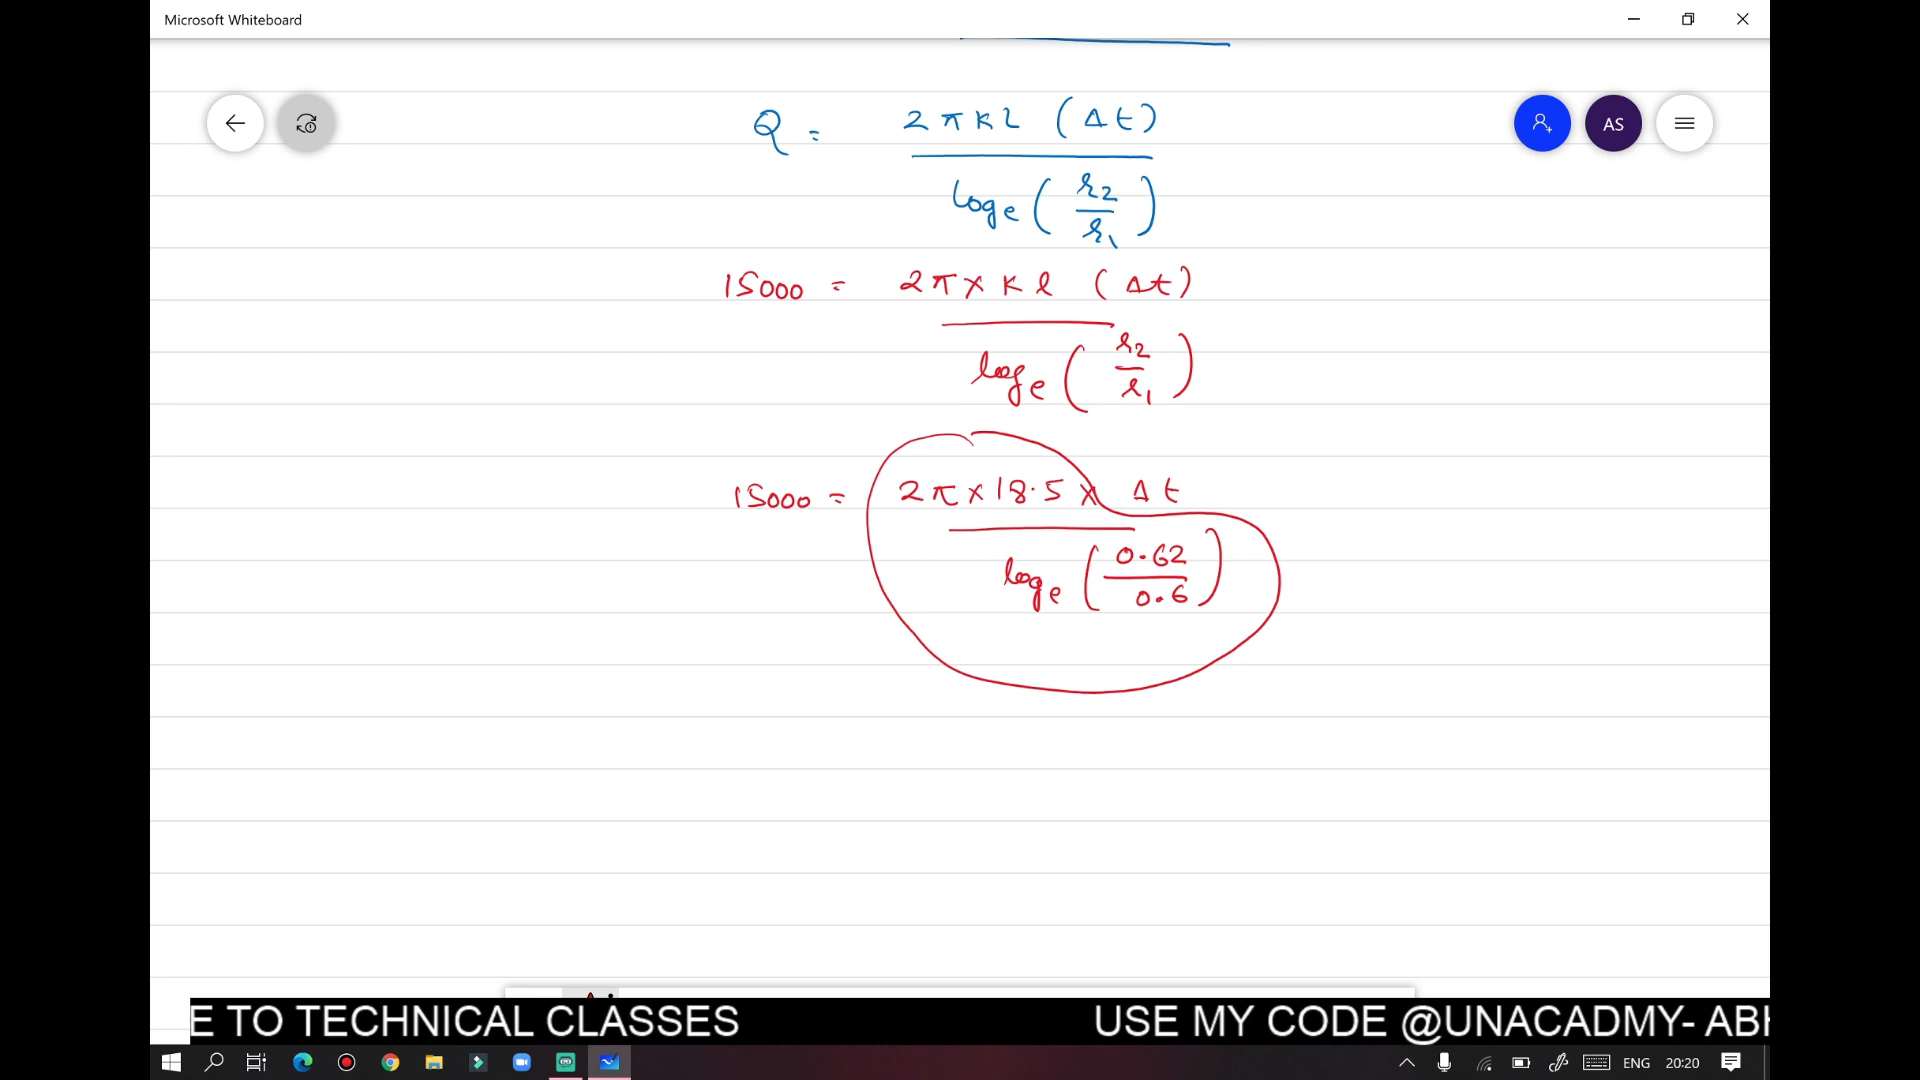 Microsoft Whiteboard
AS
Q = 2πkl (Δt)
loge (r2/r1)
15000 = 2π x k l (Δt)
loge (r2/r1)
15000 = 2π x 18.5 x Δt
loge (0.62/0.6)
E TO TECHNICAL CLASSES USE MY CODE @UNACADMY- ABH
ENG 20:20